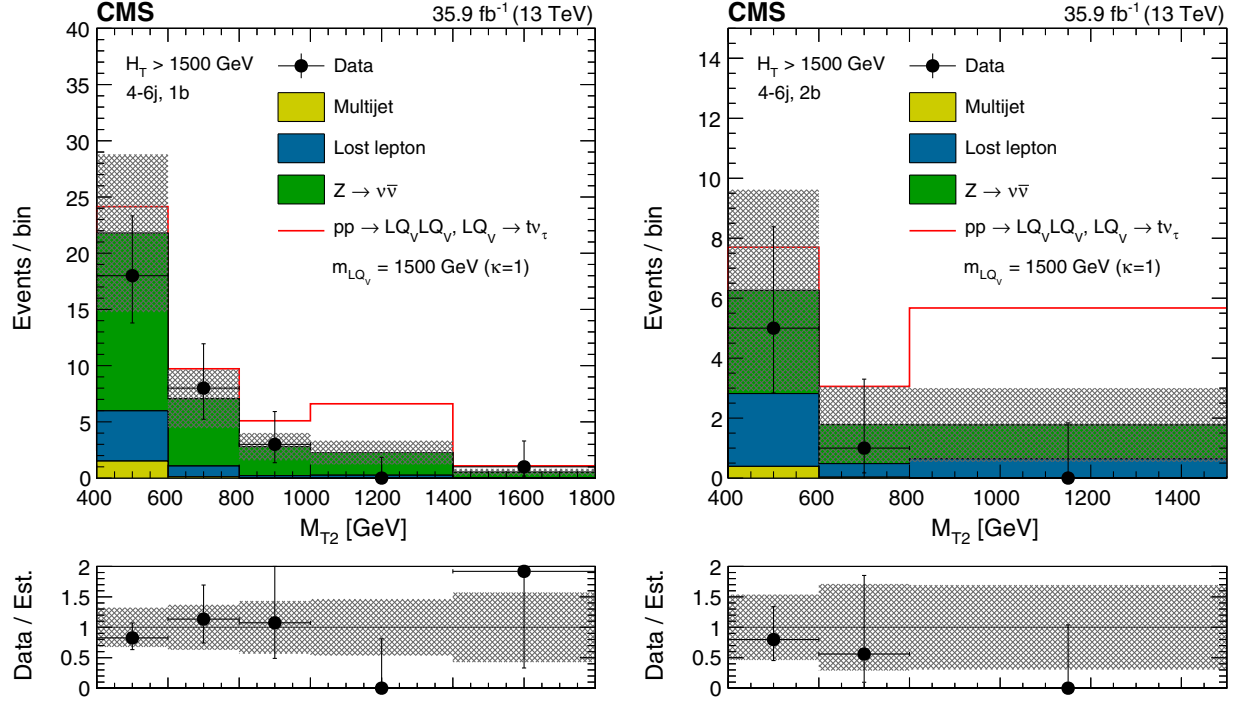 CMS 35.9 fb⁻¹ (13 TeV)
Events / bin
40
35
30
25
20
15
10
5
0
H_T > 1500 GeV
4-6j, 1b
Data
Multijet
Lost lepton
Z → νν̅
pp → LQ_V LQ_V, LQ_V → tν_τ
m_LQ_V = 1500 GeV (κ=1)
400 600 800 1000 1200 1400 1600 1800
M_T2 [GeV]
Data / Est.
2
1.5
1
0.5
0
CMS 35.9 fb⁻¹ (13 TeV)
Events / bin
14
12
10
8
6
4
2
0
H_T > 1500 GeV
4-6j, 2b
Data
Multijet
Lost lepton
Z → νν̅
pp → LQ_V LQ_V, LQ_V → tν_τ
m_LQ_V = 1500 GeV (κ=1)
400 600 800 1000 1200 1400
M_T2 [GeV]
Data / Est.
2
1.5
1
0.5
0